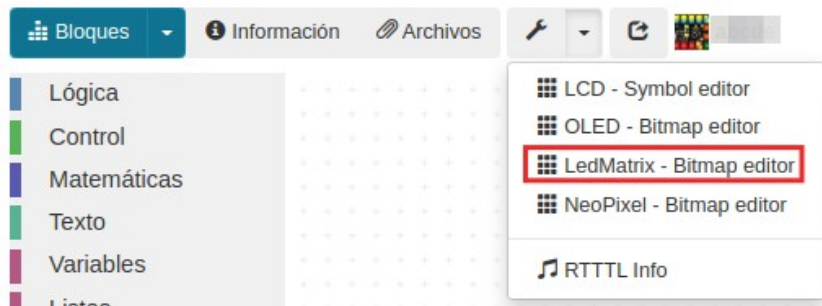 Bloques Información Archivos
Lógica
Control
Matemáticas
Texto
Variables
LCD - Symbol editor
OLED - Bitmap editor
LedMatrix - Bitmap editor
NeoPixel - Bitmap editor
RTTTL Info